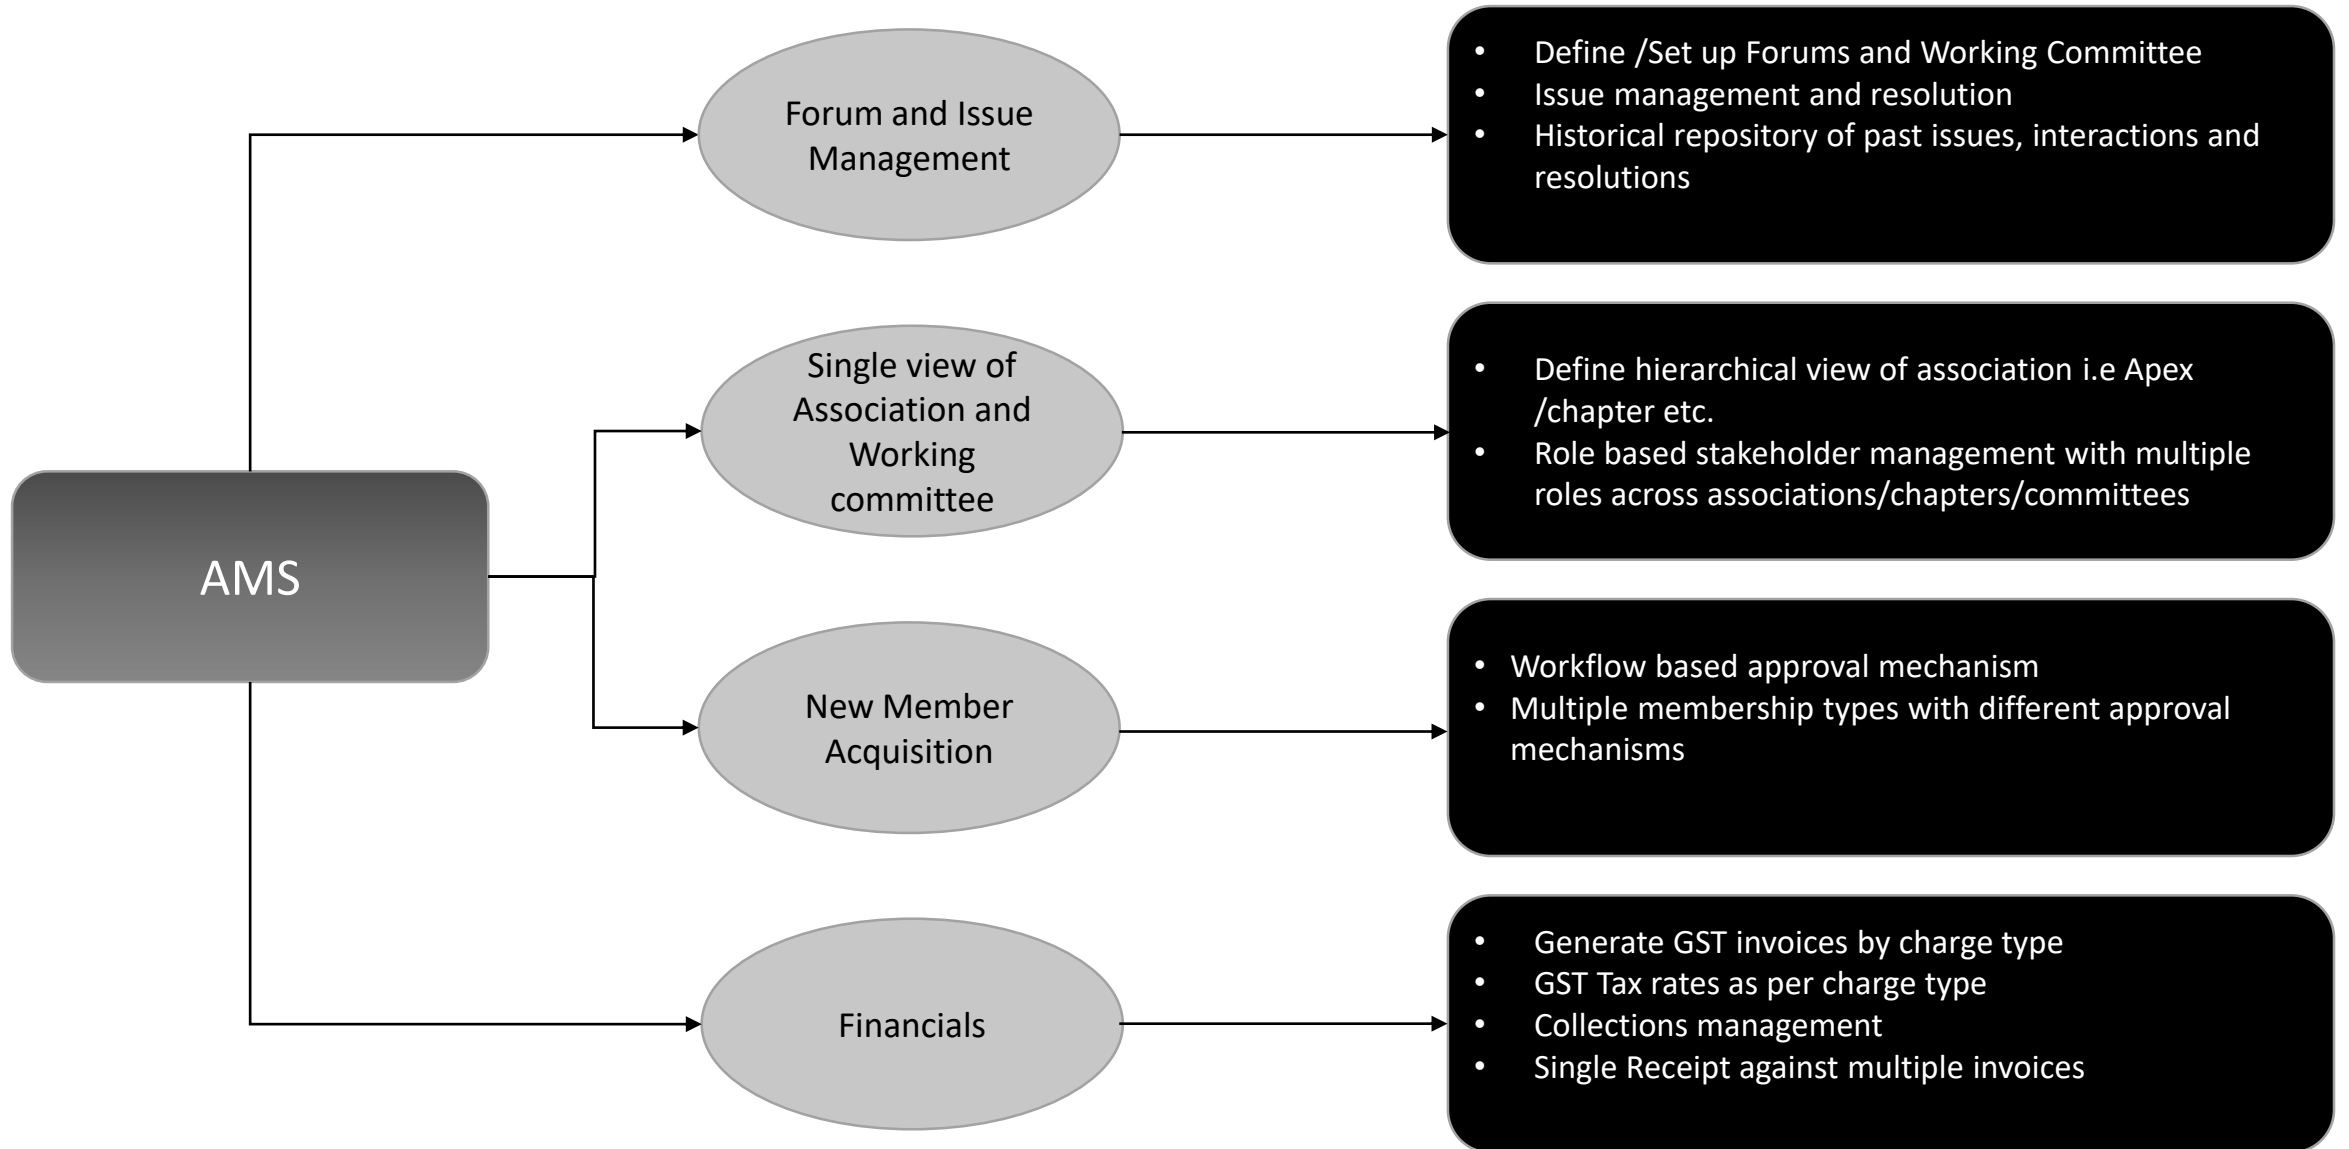 AMS
Forum and Issue
Management
• Define /Set up Forums and Working Committee
• Issue management and resolution
• Historical repository of past issues, interactions and
resolutions
Single view of
Association and
Working
committee
• Define hierarchical view of association i.e Apex
/chapter etc.
• Role based stakeholder management with multiple
roles across associations/chapters/committees
New Member
Acquisition
• Workflow based approval mechanism
• Multiple membership types with different approval
mechanisms
Financials
• Generate GST invoices by charge type
• GST Tax rates as per charge type
• Collections management
• Single Receipt against multiple invoices